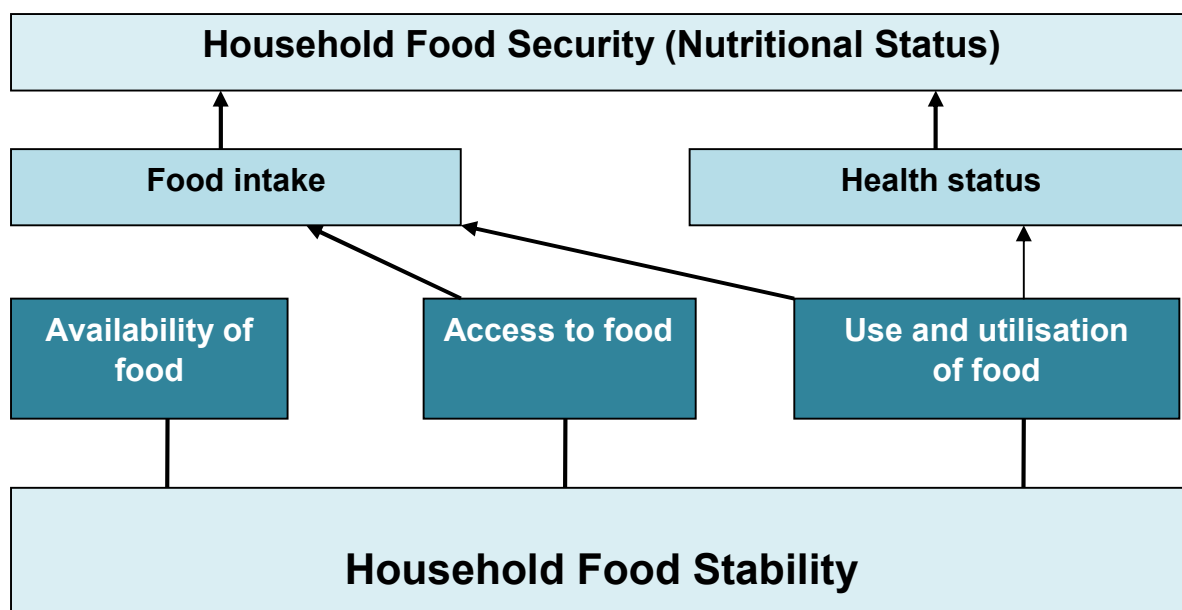 Household Food Security (Nutritional Status)
Food intake
Health status
Availability of
food
Access to food
Use and utilisation
of food
Household Food Stability